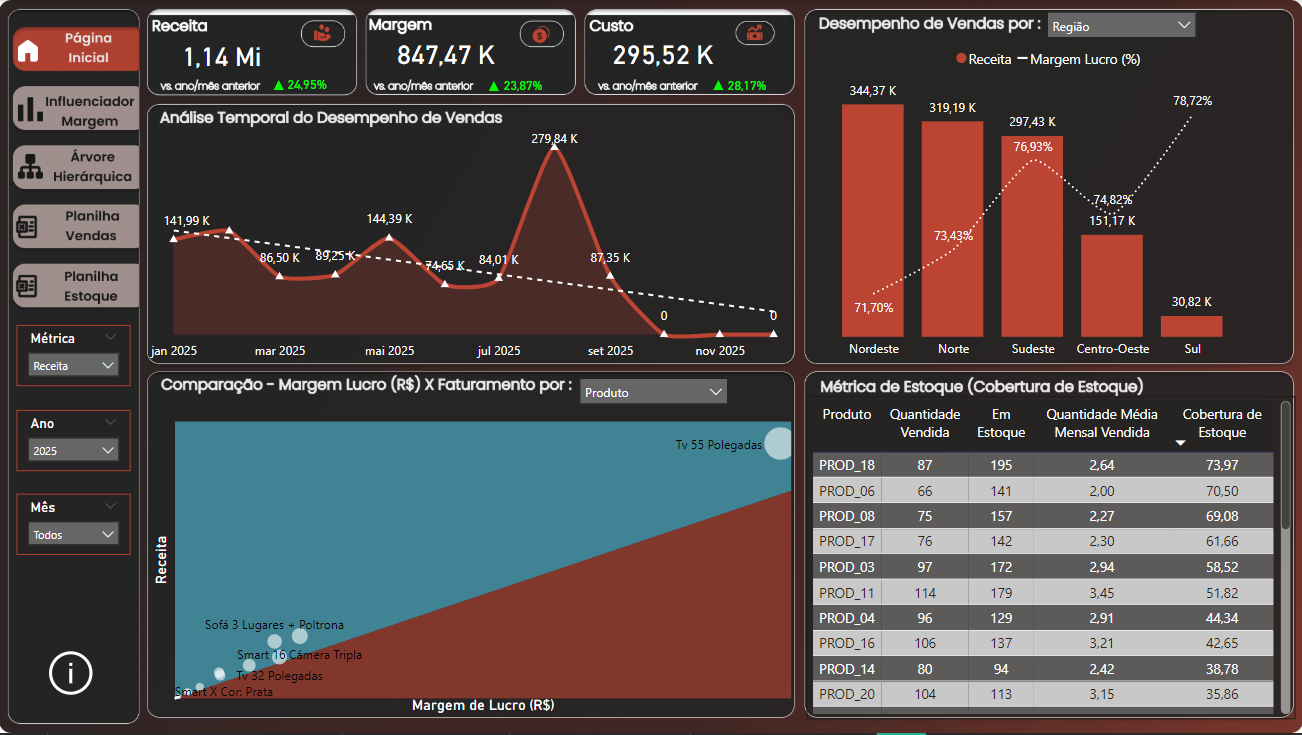 Página
Inicial
Influenciador
Margem
Árvore
Hierárquica
Planilha
Vendas
Planilha
Estoque
Métrica
Receita
Ano
2025
Mês
Todos
Receita
1,14 Mi
vs. ano/mês anterior ▲ 24,95%
Margem
847,47 K
vs. ano/mês anterior ▲ 23,87%
Custo
295,52 K
vs. ano/mês anterior ▲ 28,17%
Análise Temporal do Desempenho de Vendas
279,84 K
141,99 K
144,39 K
86,50 K
89,25 K
74,65 K
84,01 K
87,35 K
0
0
jan 2025
mar 2025
mai 2025
jul 2025
set 2025
nov 2025
Desempenho de Vendas por :
Região
Receita
Margem Lucro (%)
344,37 K
319,19 K
297,43 K
151,17 K
30,82 K
71,70%
73,43%
76,93%
74,82%
78,72%
Nordeste
Norte
Sudeste
Centro-Oeste
Sul
Comparação - Margem Lucro (R$) X Faturamento por :
Produto
Receita
Tv 55 Polegadas
Sofá 3 Lugares + Poltrona
Smart 16 Câmera Tripla
Tv 32 Polegadas
Smart X Cor: Prata
Margem de Lucro (R$)
Métrica de Estoque (Cobertura de Estoque)
Produto Quantidade Vendida Em Estoque Quantidade Média Mensal Vendida Cobertura de Estoque
PROD_18 87 195 2,64 73,97
PROD_06 66 141 2,00 70,50
PROD_08 75 157 2,27 69,08
PROD_17 76 142 2,30 61,66
PROD_03 97 172 2,94 58,52
PROD_11 114 179 3,45 51,82
PROD_04 96 129 2,91 44,34
PROD_16 106 137 3,21 42,65
PROD_14 80 94 2,42 38,78
PROD_20 104 113 3,15 35,86